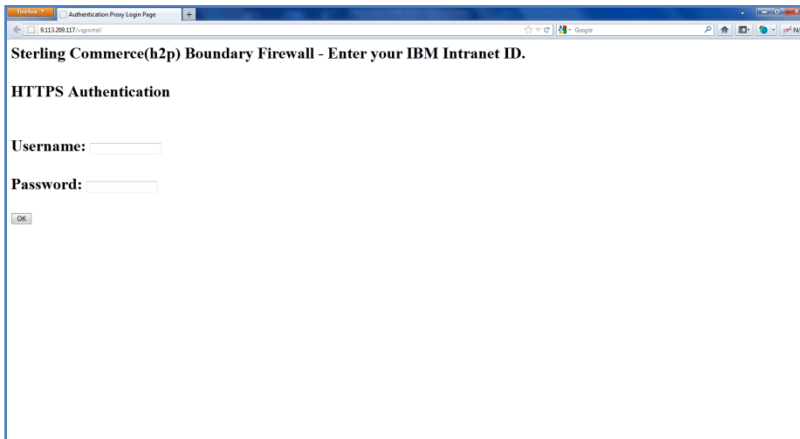 Firefox
Authentication Proxy Login Page
9.113.209.117/vqportal/
Google
Sterling Commerce(h2p) Boundary Firewall - Enter your IBM Intranet ID.
HTTPS Authentication
Username:
Password:
OK